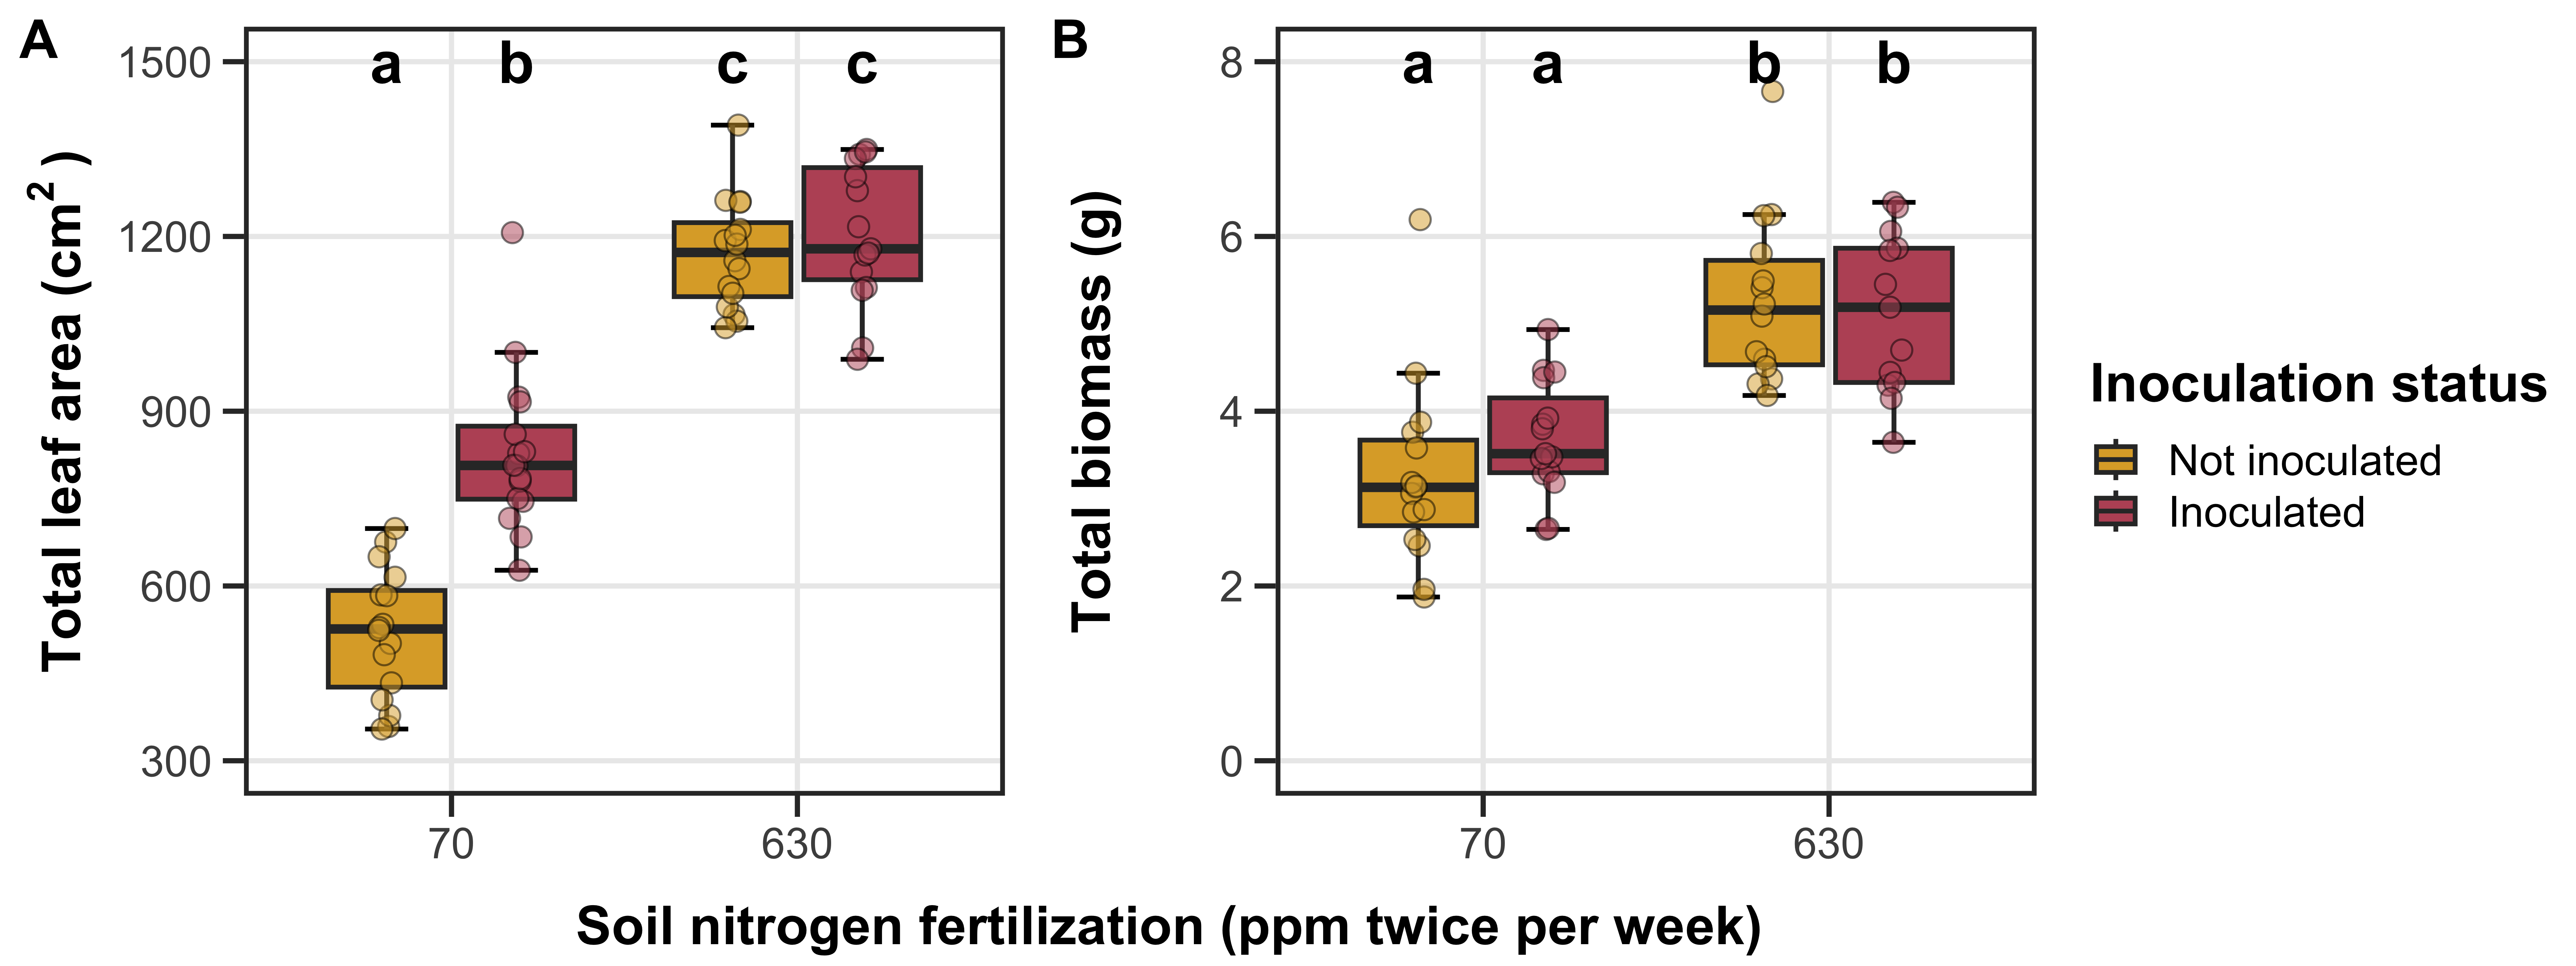 A
B
1500
1200
900
600
300
Total leaf area (cm²)
a b c c
70 630
8
6
4
2
0
Total biomass (g)
a a b b
70 630
Soil nitrogen fertilization (ppm twice per week)
Inoculation status
Not inoculated
Inoculated